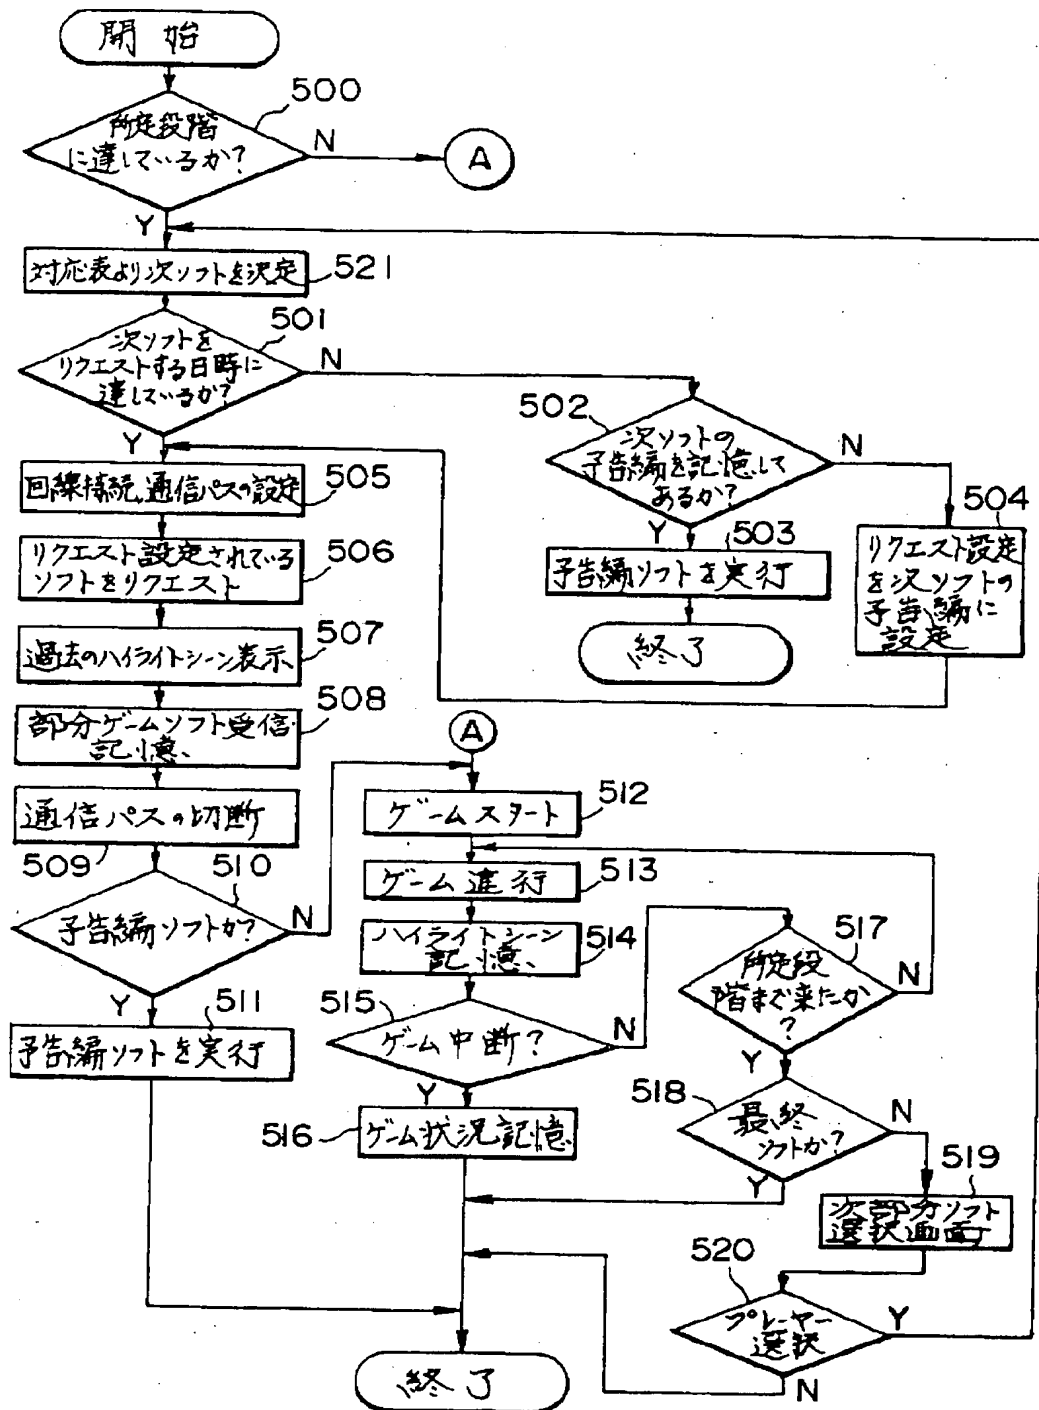 開始
500
所定段階
に達しているか?
N
A
Y
対応表より次ソフトを決定
521
501
次ソフトを
リクエストする日時に
達しているか?
N
Y
502
次ソフトの
予告編を記憶して
あるか?
N
Y
503
予告編ソフトを実行
終了
504
リクエスト設定
を次ソフトの
予告編に
設定
回線接続、通信パスの設定
505
リクエスト設定されている
ソフトをリクエスト
506
507
過去のハイライトシーン表示
508
部分ゲームソフト受信
記憶
通信パスの切断
509
510
予告編ソフトか?
N
Y
511
予告編ソフトを実行
A
512
ゲームスタート
ゲーム進行
513
ハイライトシーン
記憶
514
515
ゲーム中断?
N
Y
516
ゲーム状況記憶
517
所定段
階まで来たか
?
N
Y
518
最終
ソフトか?
N
Y
519
次部分ソフト
選択画面
520
プレーヤー
選択
Y
N
終了